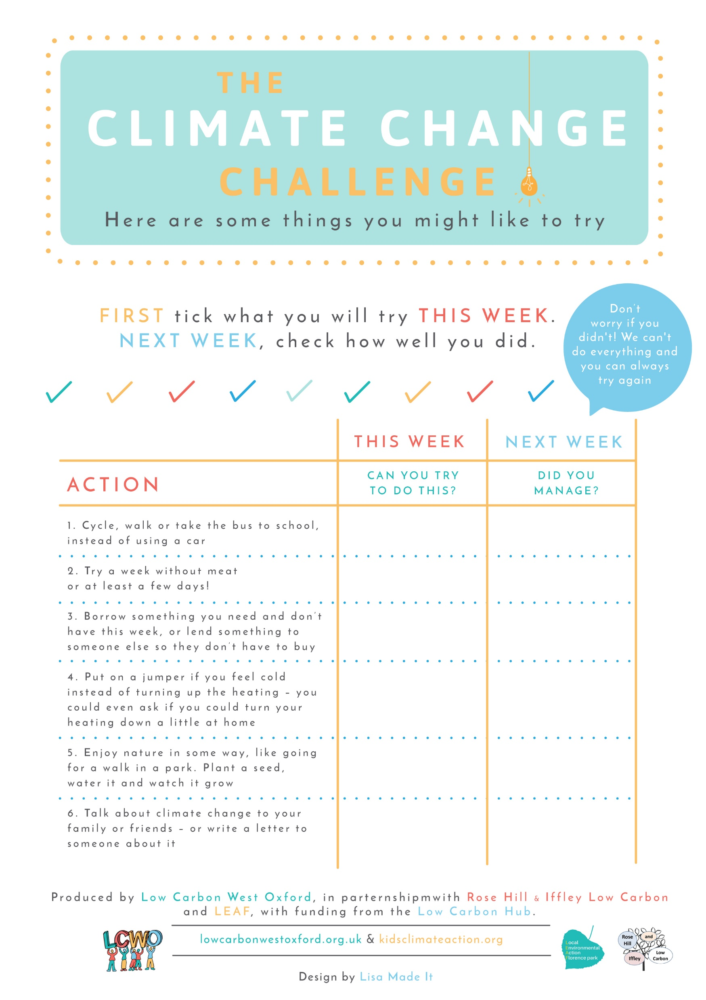 THE
CLIMATE CHANGE
CHALLENGE
Here are some things you might like to try
FIRST tick what you will try THIS WEEK.
NEXT WEEK, check how well you did.
Don't
worry if you
didn't! We can't
do everything and
you can always
try again
THIS WEEK
NEXT WEEK
ACTION
CAN YOU TRY
TO DO THIS?
DID YOU
MANAGE?
1. Cycle, walk or take the bus to school,
instead of using a car
2. Try a week without meat
or at least a few days!
3. Borrow something you need and don't
have this week, or lend something to
someone else so they don't have to buy
4. Put on a jumper if you feel cold
instead of turning up the heating – you
could even ask if you could turn your
heating down a little at home
5. Enjoy nature in some way, like going
for a walk in a park. Plant a seed,
water it and watch it grow
6. Talk about climate change to your
family or friends – or write a letter to
someone about it
Produced by Low Carbon West Oxford, in parternshipmwith Rose Hill & Iffley Low Carbon
and LEAF, with funding from the Low Carbon Hub.
LCWO
lowcarbonwestoxford.org.uk & kidsclimateaction.org
Local
Environmental
Action
Florence park
Rose
Hill
and
Iffley
Low
Carbon
Design by Lisa Made It